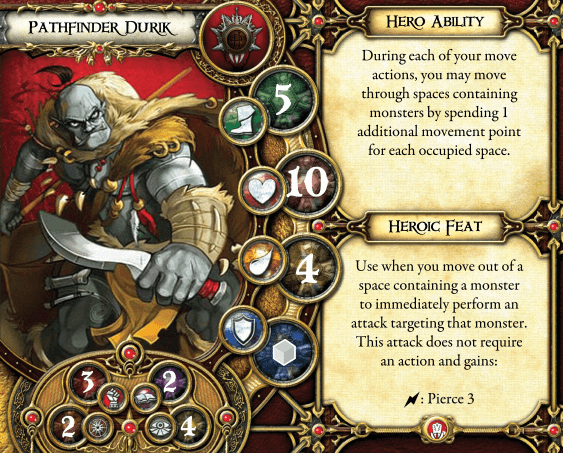 Pathfinder Durik
5
10
4
3
2
2
4
Hero Ability
During each of your move
actions, you may move
through spaces containing
monsters by spending 1
additional movement point
for each occupied space.
Heroic Feat
Use when you move out of a
space containing a monster
to immediately perform an
attack targeting that monster.
This attack does not require
an action and gains:
: Pierce 3